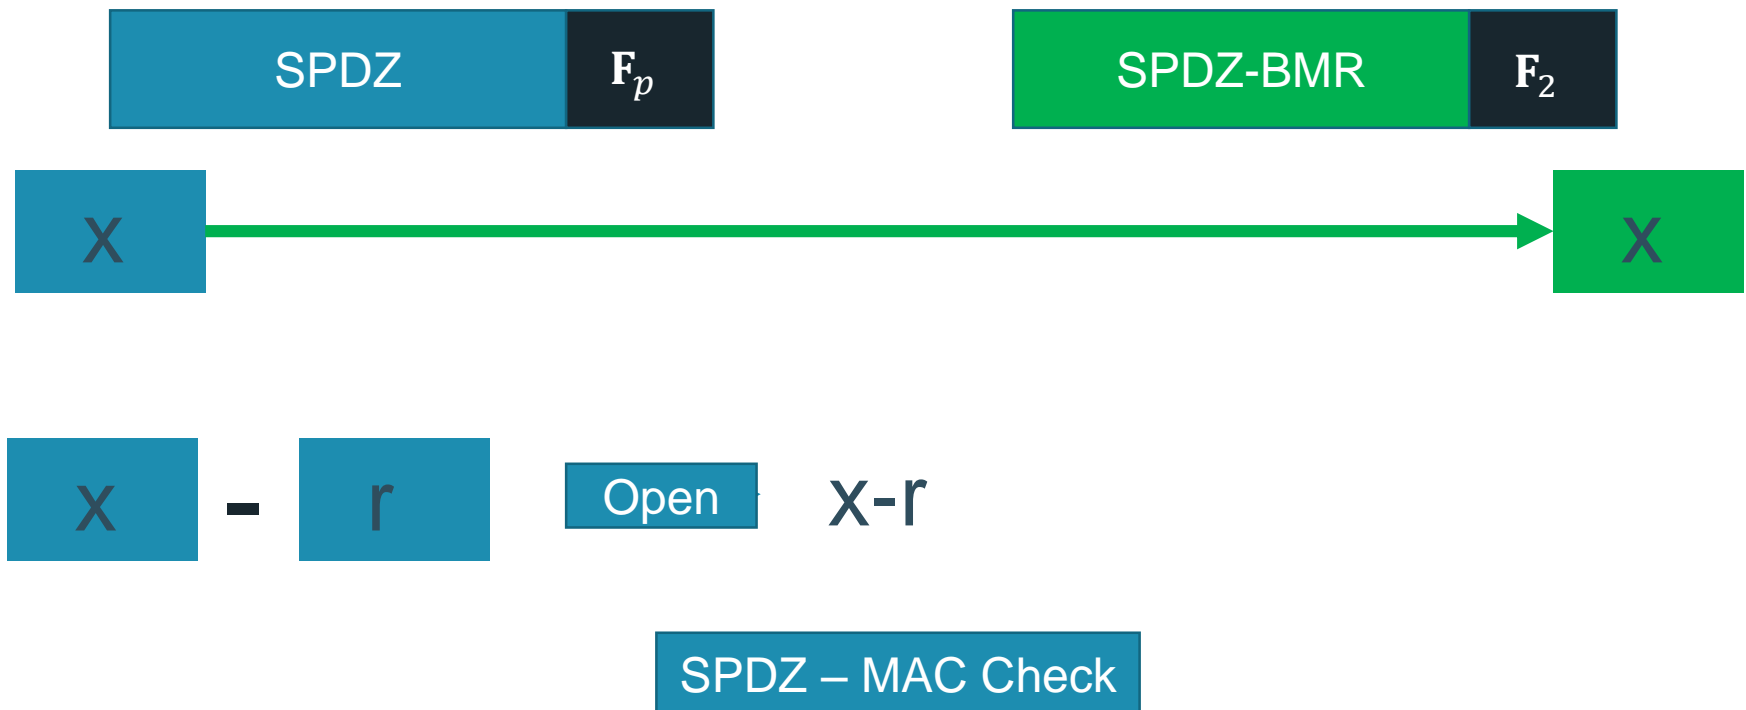 SPDZ F_p SPDZ-BMR F_2
x x
x - r Open x-r
SPDZ – MAC Check